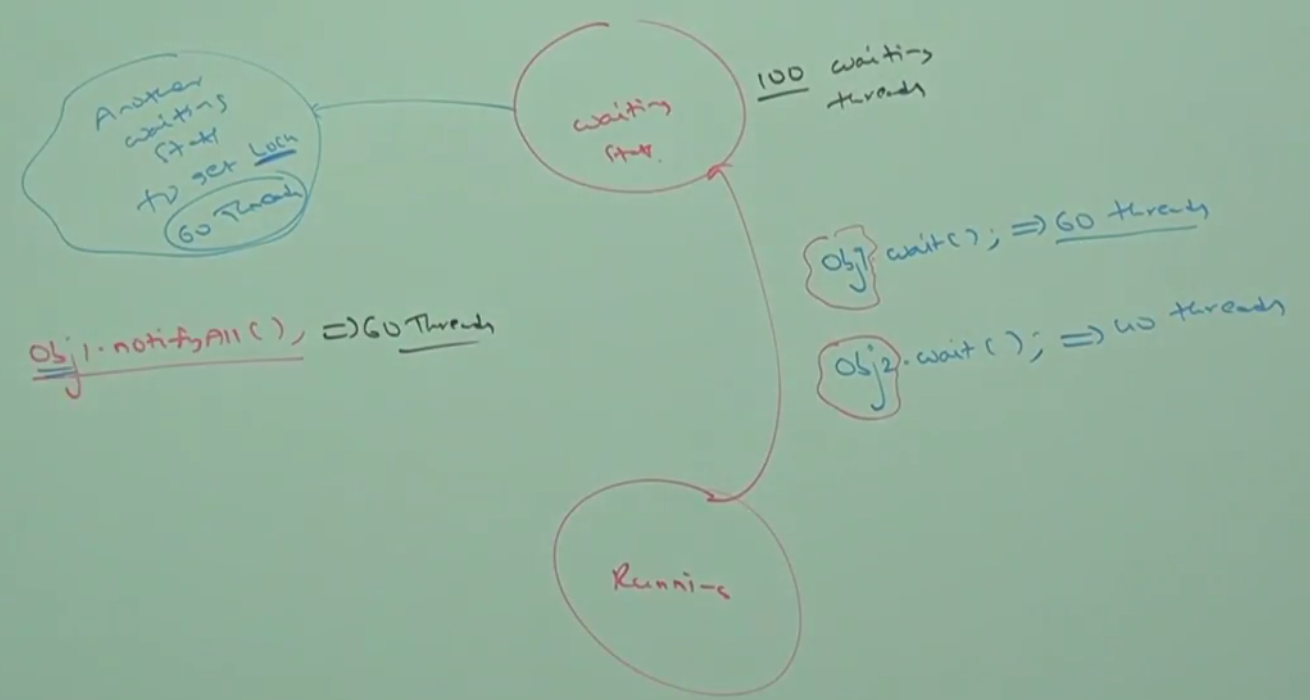 Another
waiting
state
to get Lock
60 Threads
waiting
state.
100 waiting
threads
Obj1.wait(); => 60 threads
Obj2.wait(); => 40 threads
Obj1.notifyAll(); => 60 Threads
Running